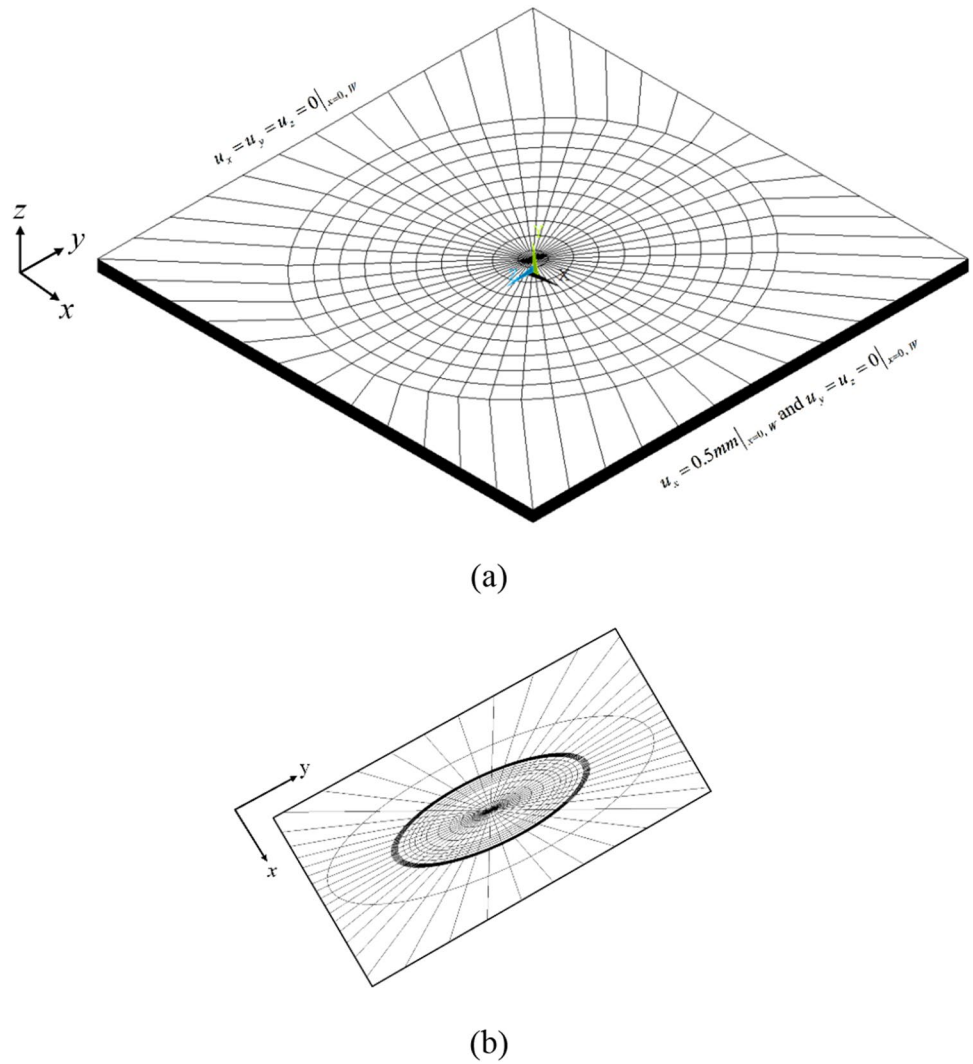 u_x = u_y = u_z = 0|_{x=0, W}
z
y
x
Y
X
u_x = 0.5mm|_{x=0, W} and u_y = u_z = 0|_{x=0, W}
(a)
y
x
(b)